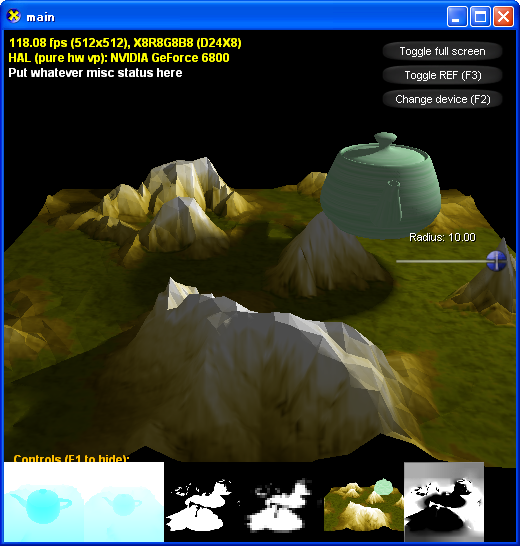 main
118.08 fps (512x512), X8R8G8B8 (D24X8)
HAL (pure hw vp): NVIDIA GeForce 6800
Put whatever misc status here
Toggle full screen
Toggle REF (F3)
Change device (F2)
Radius: 10.00
Controls (F1 to hide):